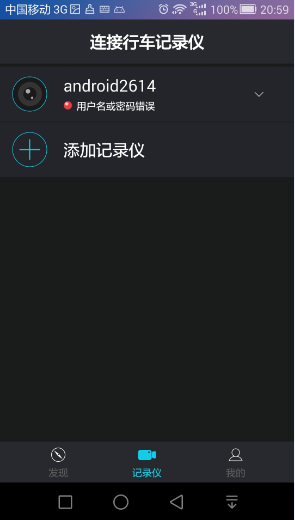 中国移动 3G 3G 100% 20:59
连接行车记录仪
android2614
用户名或密码错误
添加记录仪
发现 记录仪 我的